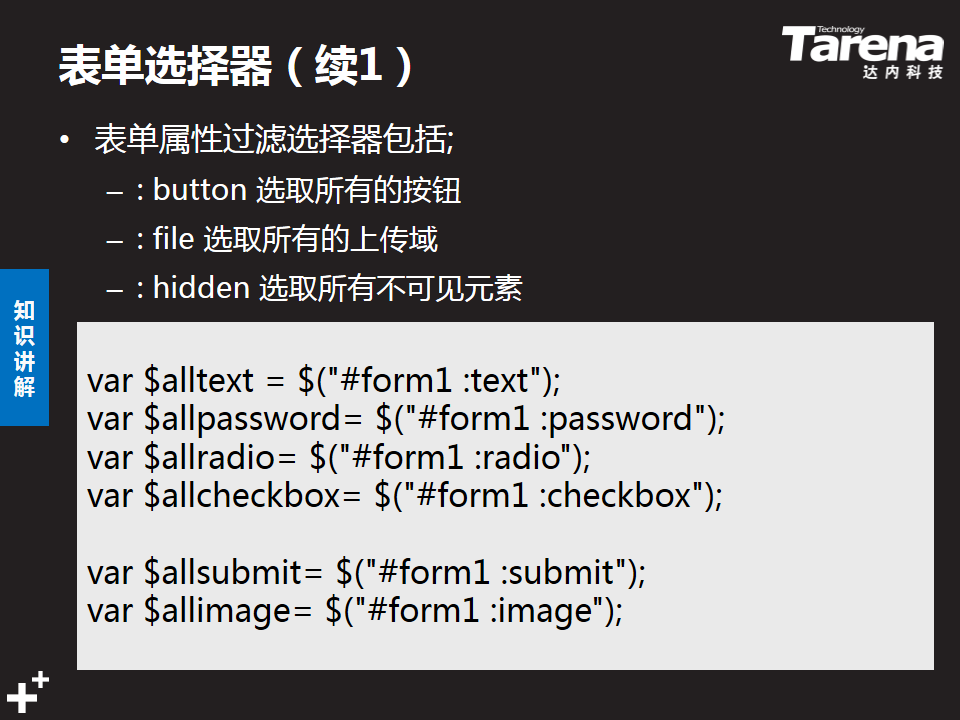 表单选择器（续1）
Technology
Tarena
达内科技
• 表单属性过滤选择器包括;
– : button 选取所有的按钮
– : file 选取所有的上传域
– : hidden 选取所有不可见元素
知识讲解
var $alltext = $("#form1 :text");
var $allpassword= $("#form1 :password");
var $allradio= $("#form1 :radio");
var $allcheckbox= $("#form1 :checkbox");
var $allsubmit= $("#form1 :submit");
var $allimage= $("#form1 :image");